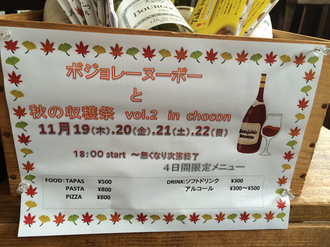 ボジョレーヌーボー
と
秋の収穫祭 vol.2 in chocon
11月19(木),20(金),21(土),22(日)
18:00 start ～無くなり次第終了
4日間限定メニュー
FOOD:TAPAS ¥500
PASTA ¥800
PIZZA ¥800
DRINK:ソフトドリンク ¥300
アルコール ¥300～¥500